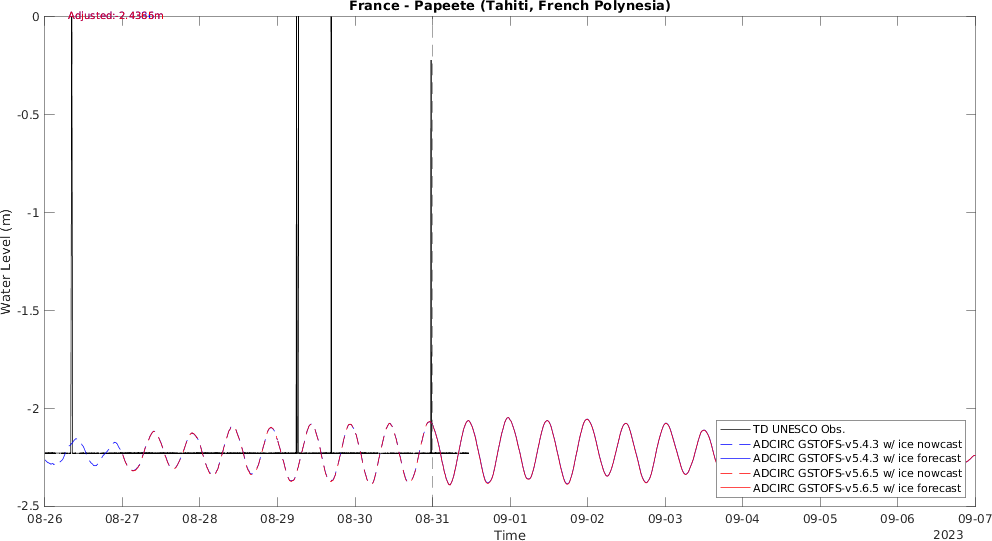 France - Papeete (Tahiti, French Polynesia)
Adjusted: 2.4386m
0
-0.5
-1
-1.5
-2
-2.5
Water Level (m)
08-26 08-27 08-28 08-29 08-30 08-31 09-01 09-02 09-03 09-04 09-05 09-06 09-07
Time
2023
TD UNESCO Obs.
ADCIRC GSTOFS-v5.4.3 w/ ice nowcast
ADCIRC GSTOFS-v5.4.3 w/ ice forecast
ADCIRC GSTOFS-v5.6.5 w/ ice nowcast
ADCIRC GSTOFS-v5.6.5 w/ ice forecast